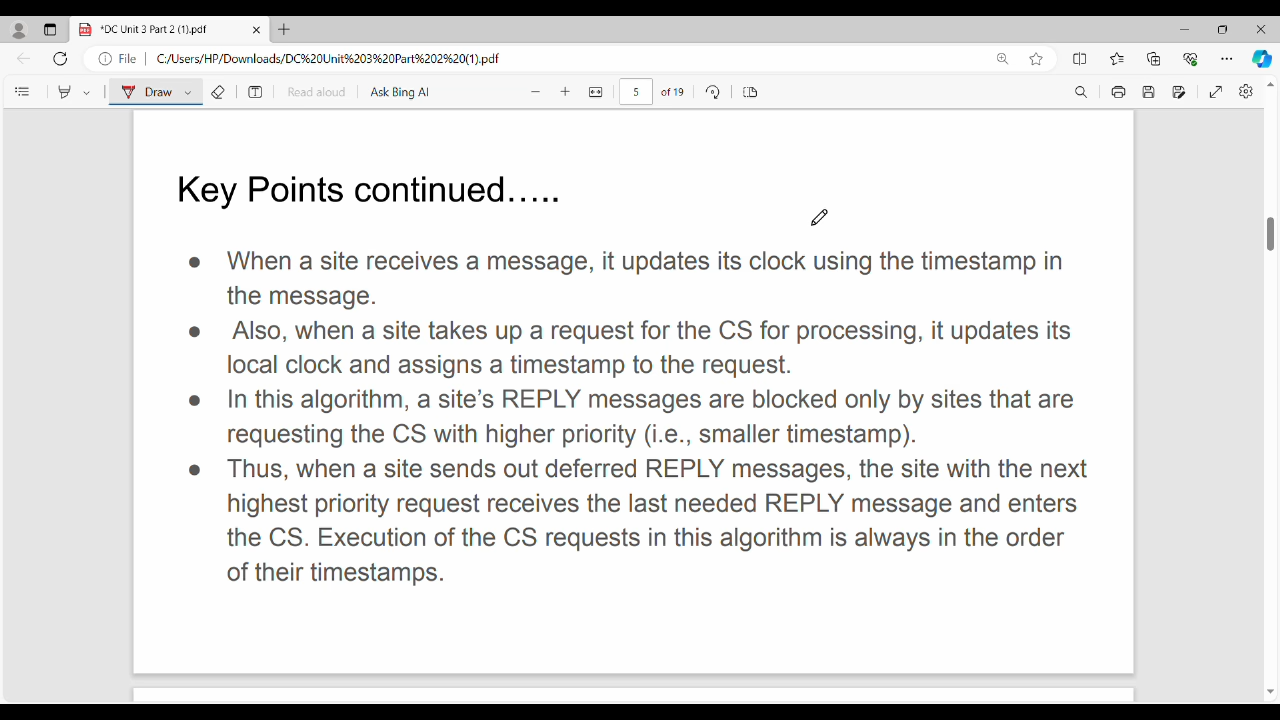 *DC Unit 3 Part 2 (1).pdf
File
C:/Users/HP/Downloads/DC%20Unit%203%20Part%202%20(1).pdf
Draw
Read aloud
Ask Bing AI
5
of 19
Key Points continued…..
● When a site receives a message, it updates its clock using the timestamp in
the message.
● Also, when a site takes up a request for the CS for processing, it updates its
local clock and assigns a timestamp to the request.
● In this algorithm, a site’s REPLY messages are blocked only by sites that are
requesting the CS with higher priority (i.e., smaller timestamp).
● Thus, when a site sends out deferred REPLY messages, the site with the next
highest priority request receives the last needed REPLY message and enters
the CS. Execution of the CS requests in this algorithm is always in the order
of their timestamps.